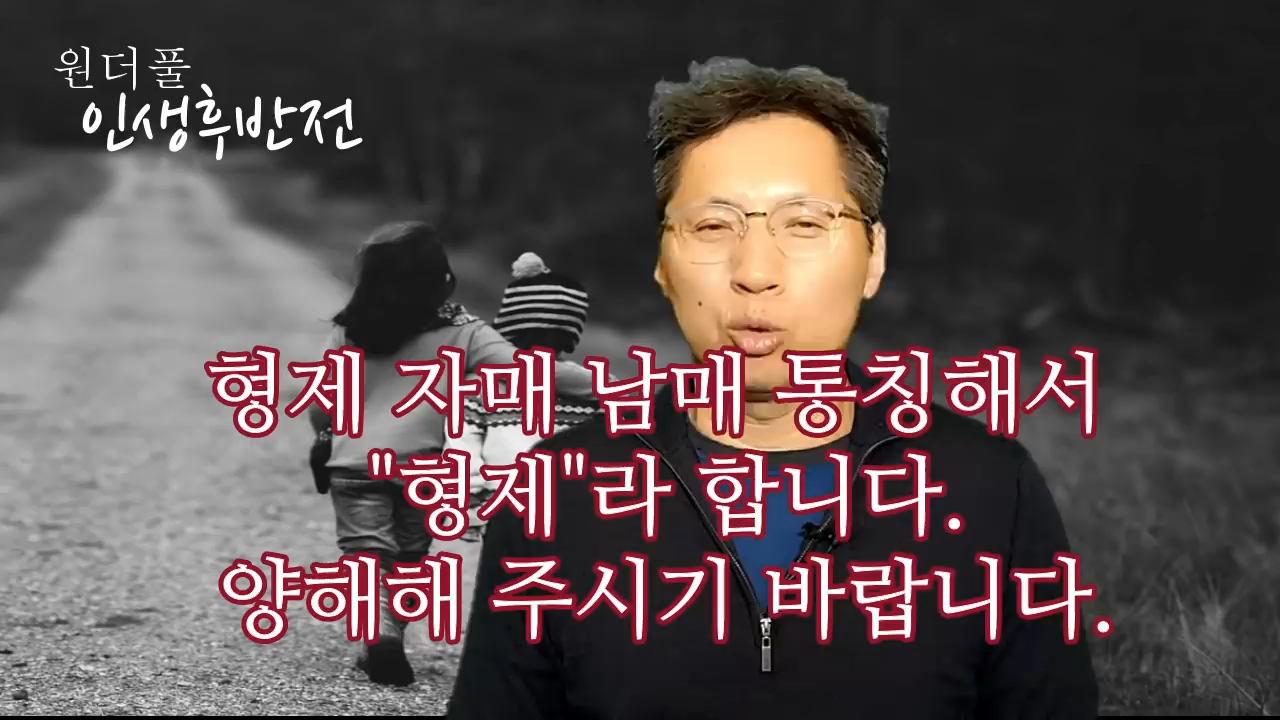 원더풀
인생후반전
형제 자매 남매 통칭해서
"형제"라 합니다.
양해해 주시기 바랍니다.